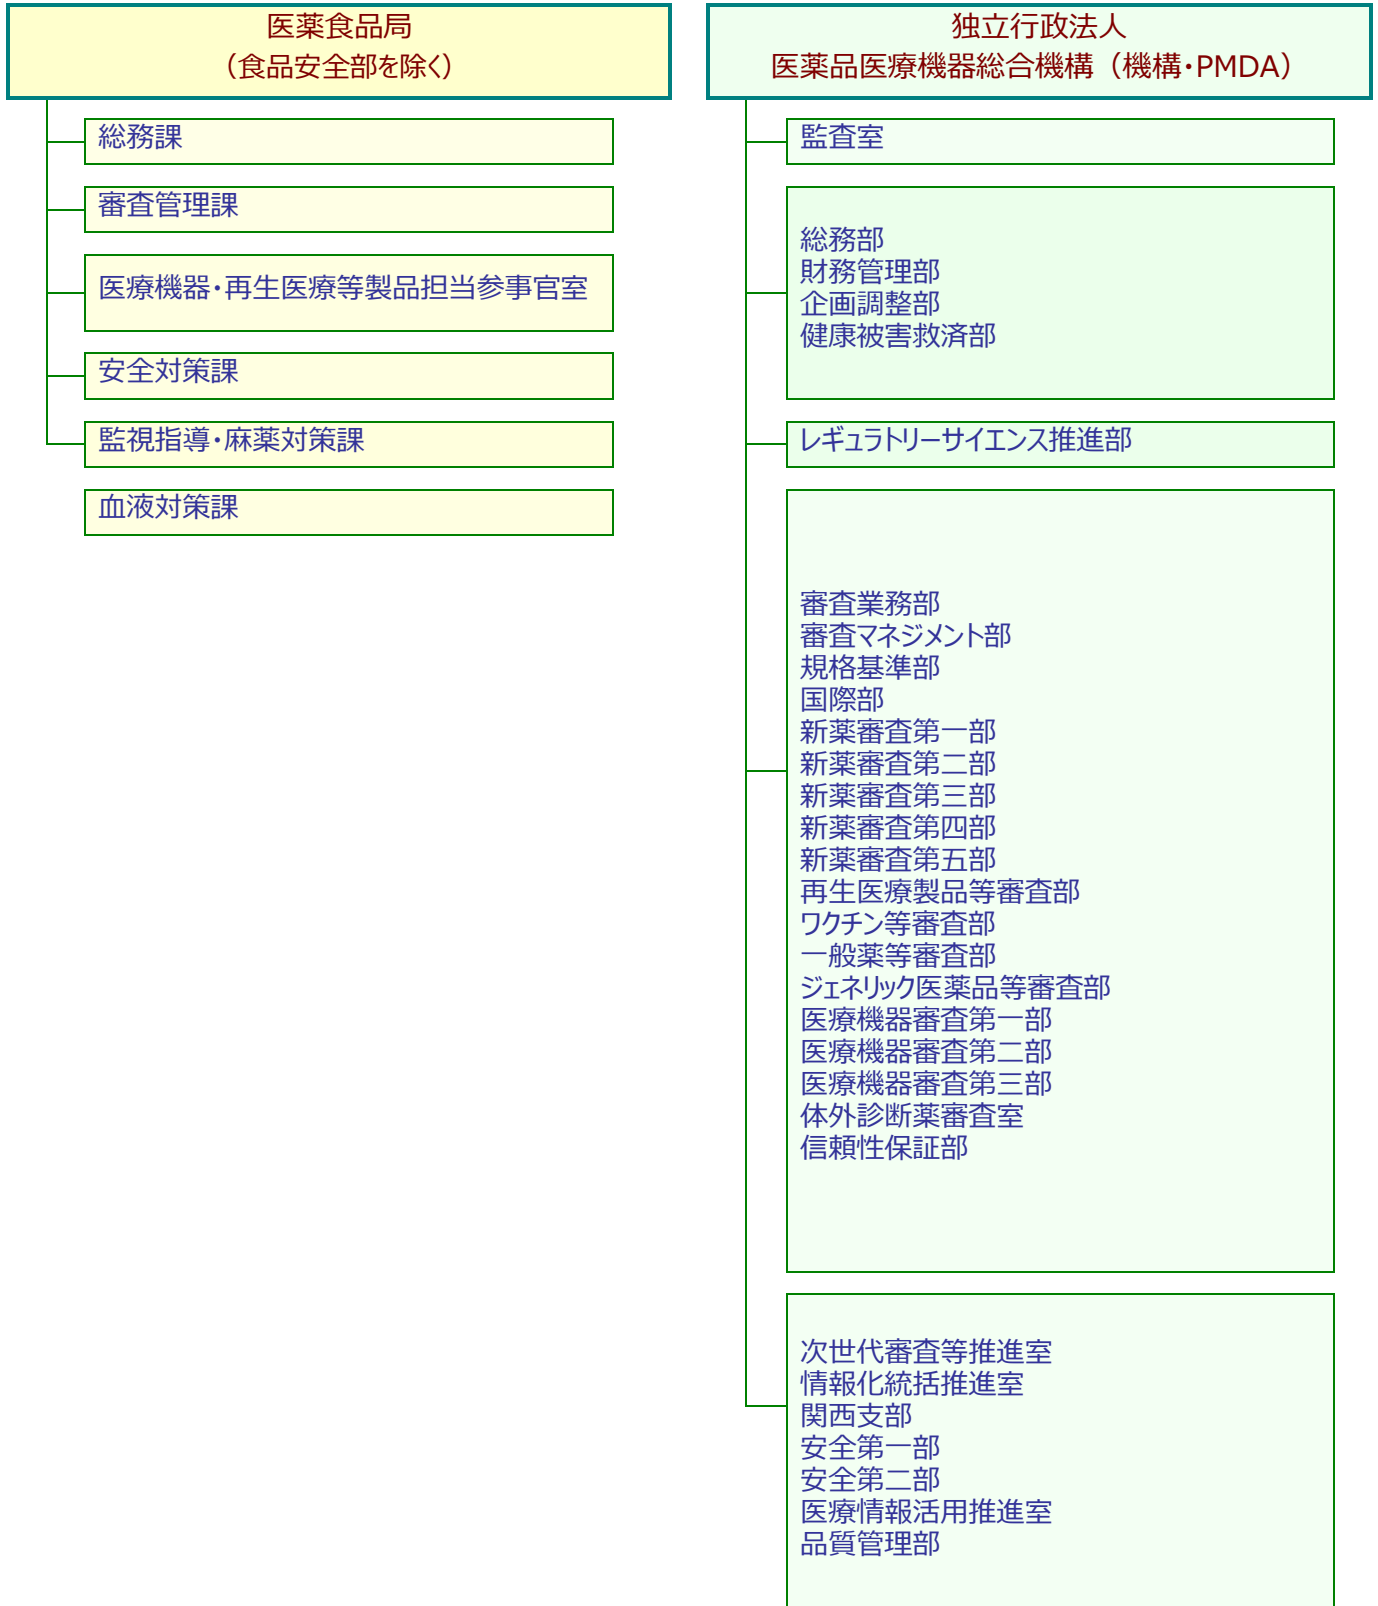 医薬食品局
（食品安全部を除く）
総務課
審査管理課
医療機器・再生医療等製品担当参事官室
安全対策課
監視指導・麻薬対策課
血液対策課
独立行政法人
医薬品医療機器総合機構（機構・PMDA）
監査室
総務部
財務管理部
企画調整部
健康被害救済部
レギュラトリーサイエンス推進部
審査業務部
審査マネジメント部
規格基準部
国際部
新薬審査第一部
新薬審査第二部
新薬審査第三部
新薬審査第四部
新薬審査第五部
再生医療製品等審査部
ワクチン等審査部
一般薬等審査部
ジェネリック医薬品等審査部
医療機器審査第一部
医療機器審査第二部
医療機器審査第三部
体外診断薬審査室
信頼性保証部
次世代審査等推進室
情報化統括推進室
関西支部
安全第一部
安全第二部
医療情報活用推進室
品質管理部